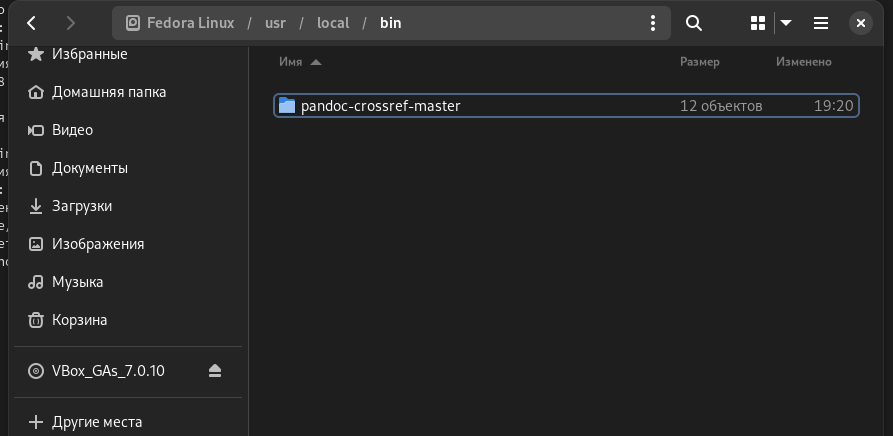 Fedora Linux / usr / local / bin
Имя Размер Изменено
pandoc-crossref-master 12 объектов 19:20
Избранные
Домашняя папка
Видео
Документы
Загрузки
Изображения
Музыка
Корзина
VBox_GAs_7.0.10
Другие места